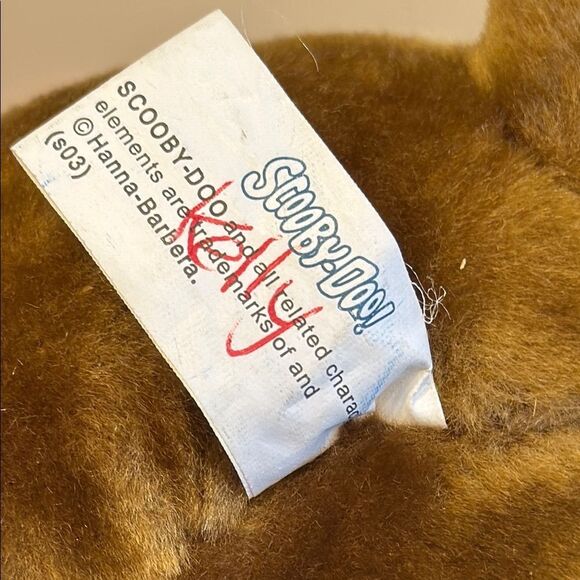 SCOOBY-DOO!
SCOOBY-DOO and all related charac
elements are trademarks of and
© Hanna-Barbera.
(s03)
Kelly